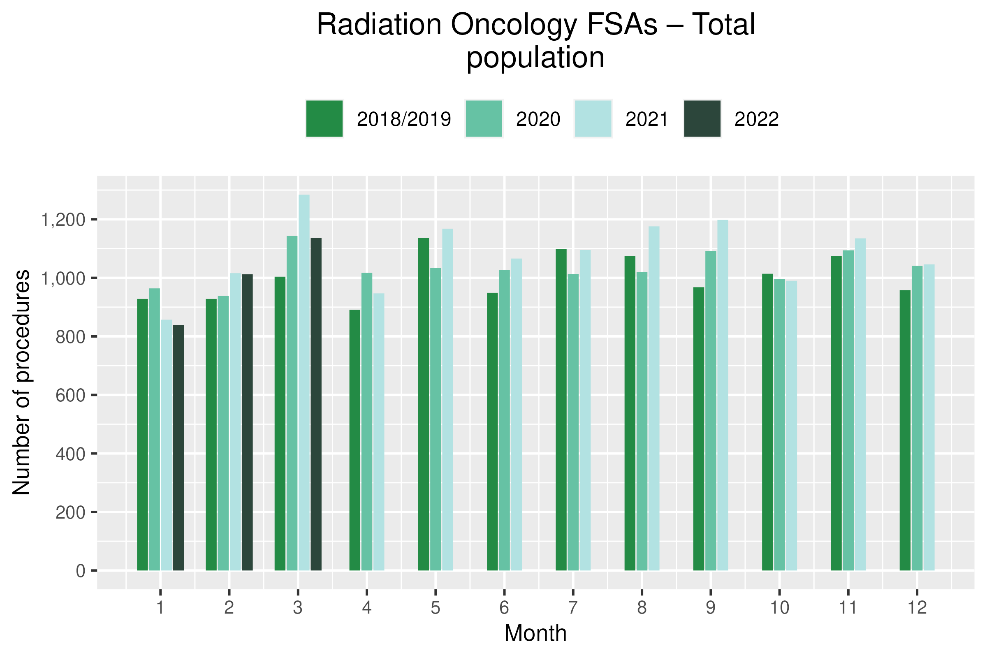 Radiation Oncology FSAs – Total
population
2018/2019 2020 2021 2022
Number of procedures
1,200
1,000
800
600
400
200
0
1 2 3 4 5 6 7 8 9 10 11 12
Month